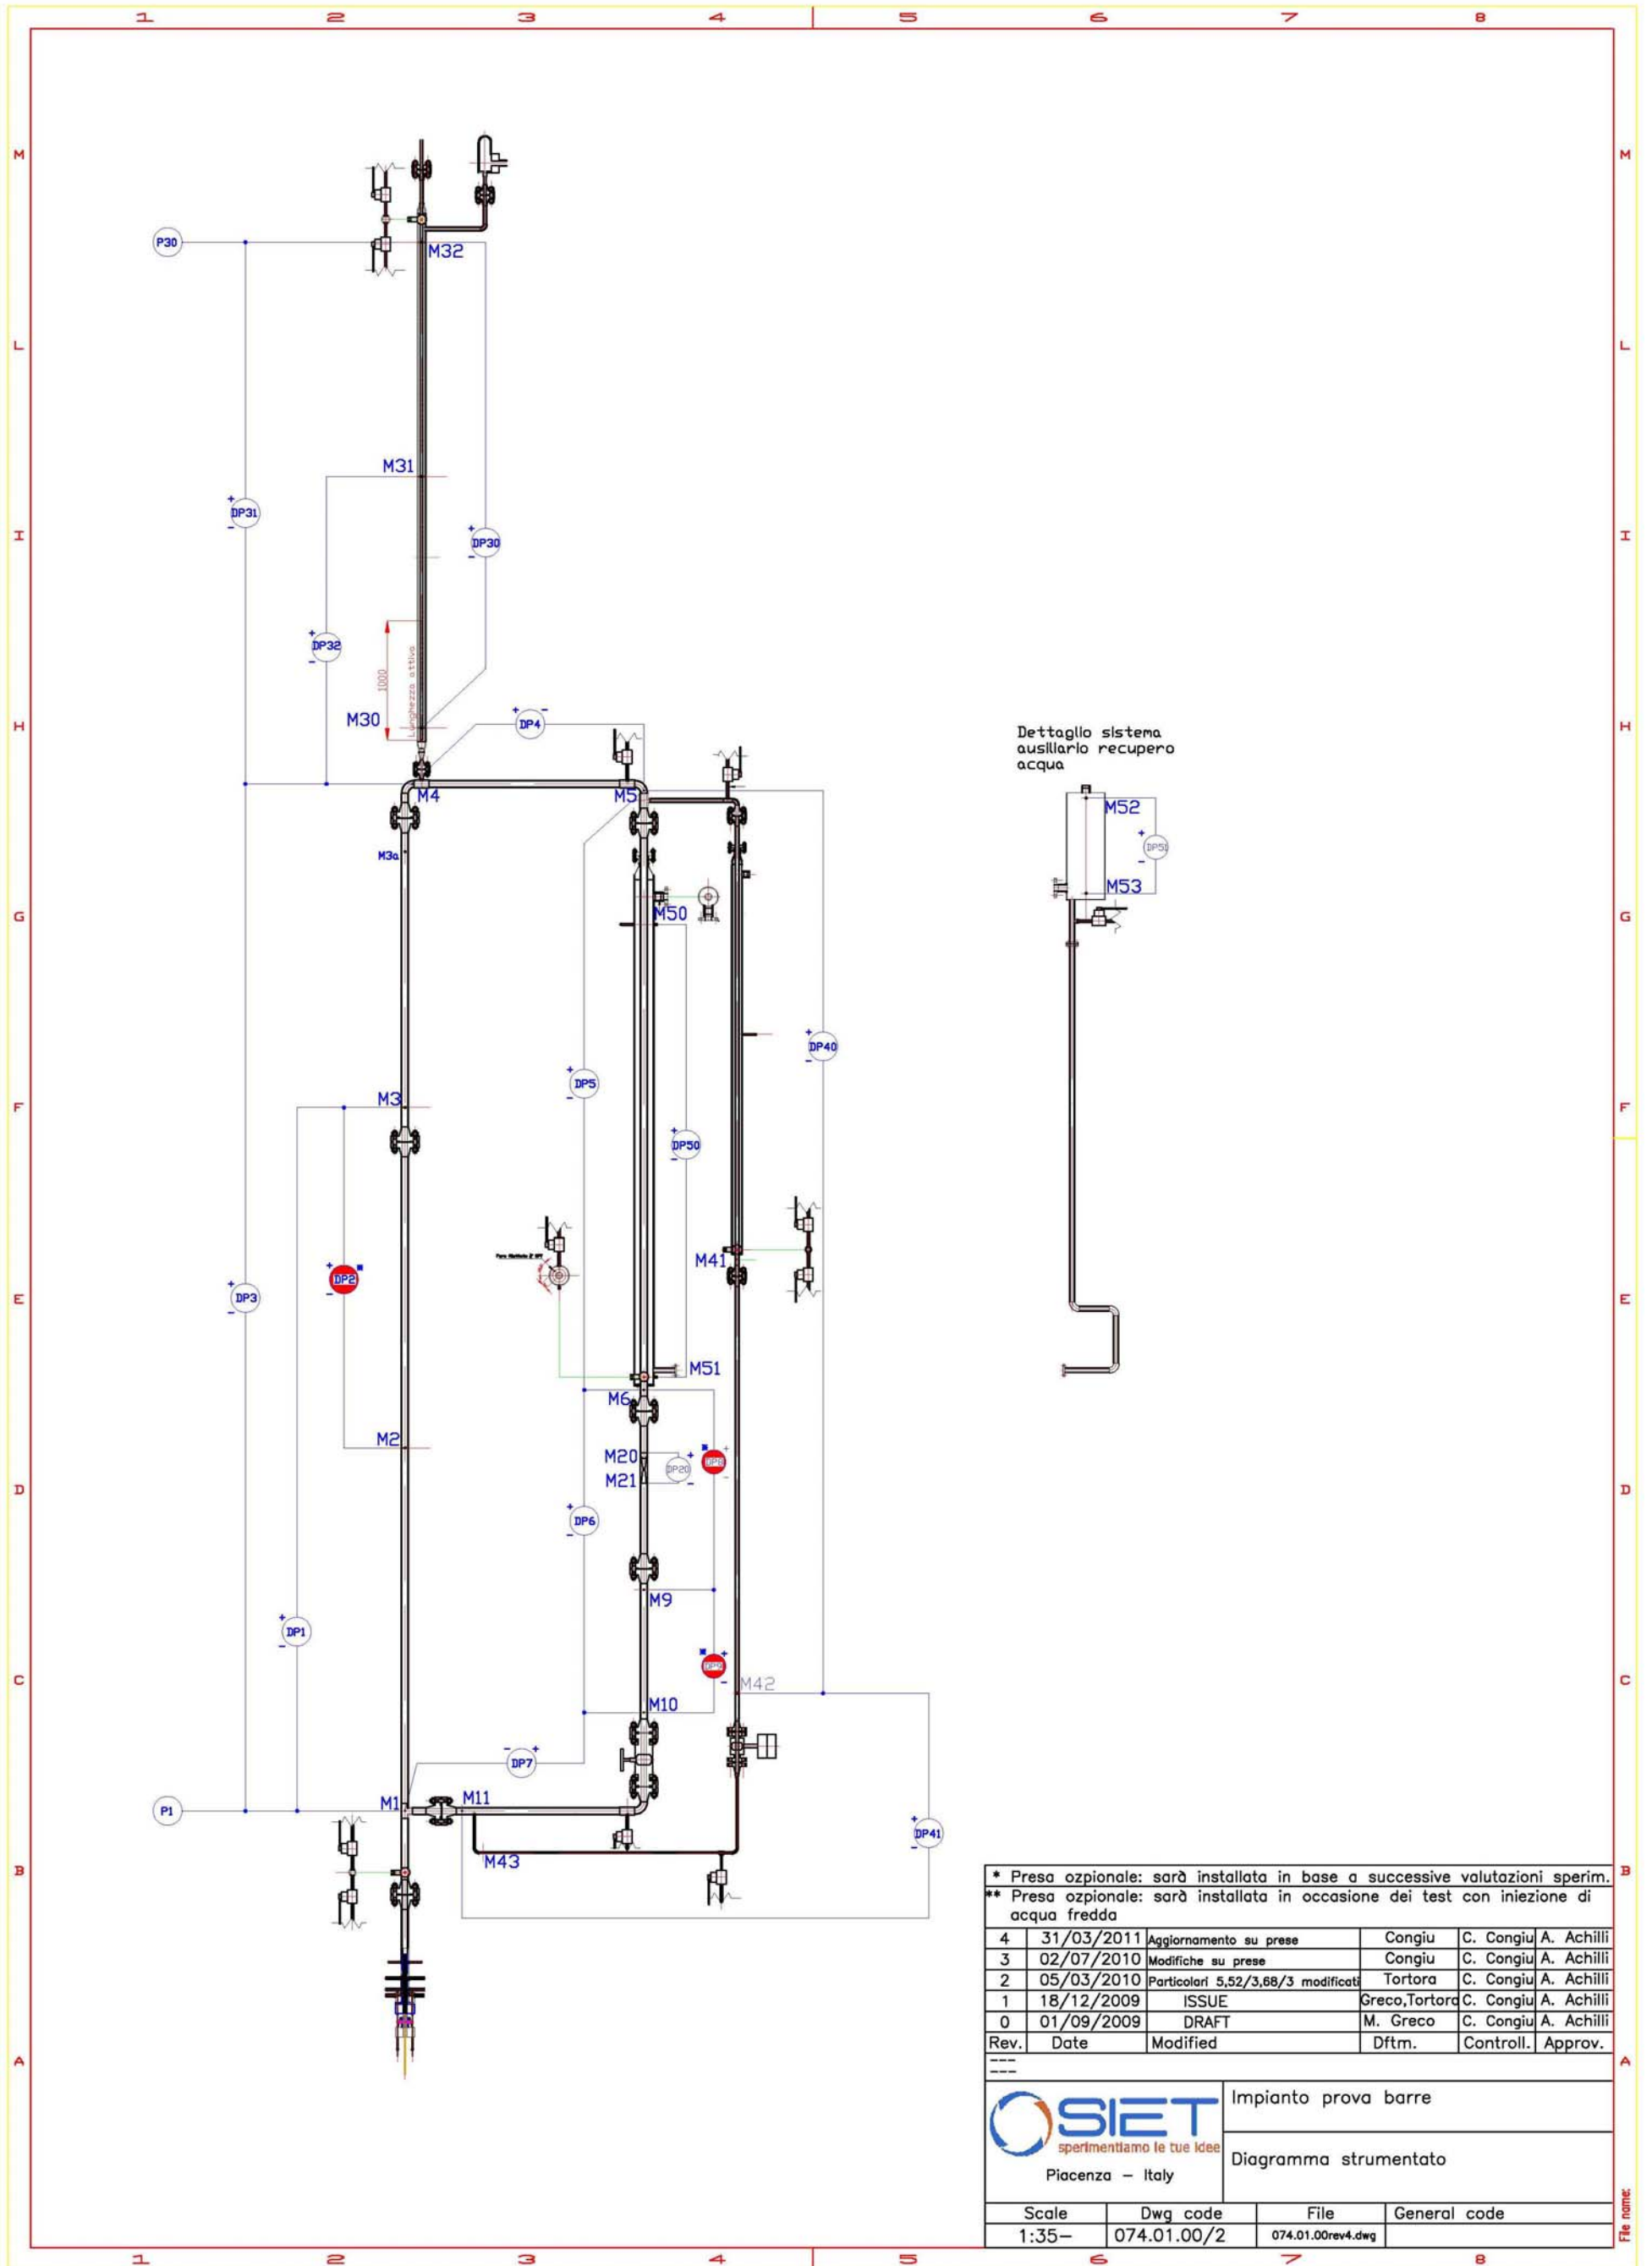 1 2 3 4 5 6 7 8
M M
P30
M32
L L
M31
DP31
I I
DP30
DP32
1000
Lunghezza attiva
M30
H H
DP4
Dettaglio sistema
ausiliario recupero
acqua
M4
M5
M52
M3a
DP51
M53
G G
M50
DP40
DP5
M3
F F
DP50
M41
DP2
E E
DP3
M51
M6
M2
M20
DP20
M21
D D
DP6
M9
DP1
C C
M42
M10
DP7
M1
M11
P1
DP41
M43
B B
* Presa ozpionale: sarà installata in base a successive valutazioni sperim.
** Presa ozpionale: sarà installata in occasione dei test con iniezione di
acqua fredda
4 31/03/2011 Aggiornamento su prese Congiu C. Congiu A. Achilli
3 02/07/2010 Modifiche su prese Congiu C. Congiu A. Achilli
2 05/03/2010 Particolari 5,52/3,68/3 modificati Tortora C. Congiu A. Achilli
1 18/12/2009 ISSUE Greco,Tortora C. Congiu A. Achilli
0 01/09/2009 DRAFT M. Greco C. Congiu A. Achilli
Rev. Date Modified Dftm. Controll. Approv.
A A
---
---
SIET
sperimentiamo le tue idee
Piacenza - Italy
Impianto prova barre
Diagramma strumentato
Scale Dwg code File General code
1:35- 074.01.00/2 074.01.00rev4.dwg
File name:
1 2 3 4 5 6 7 8